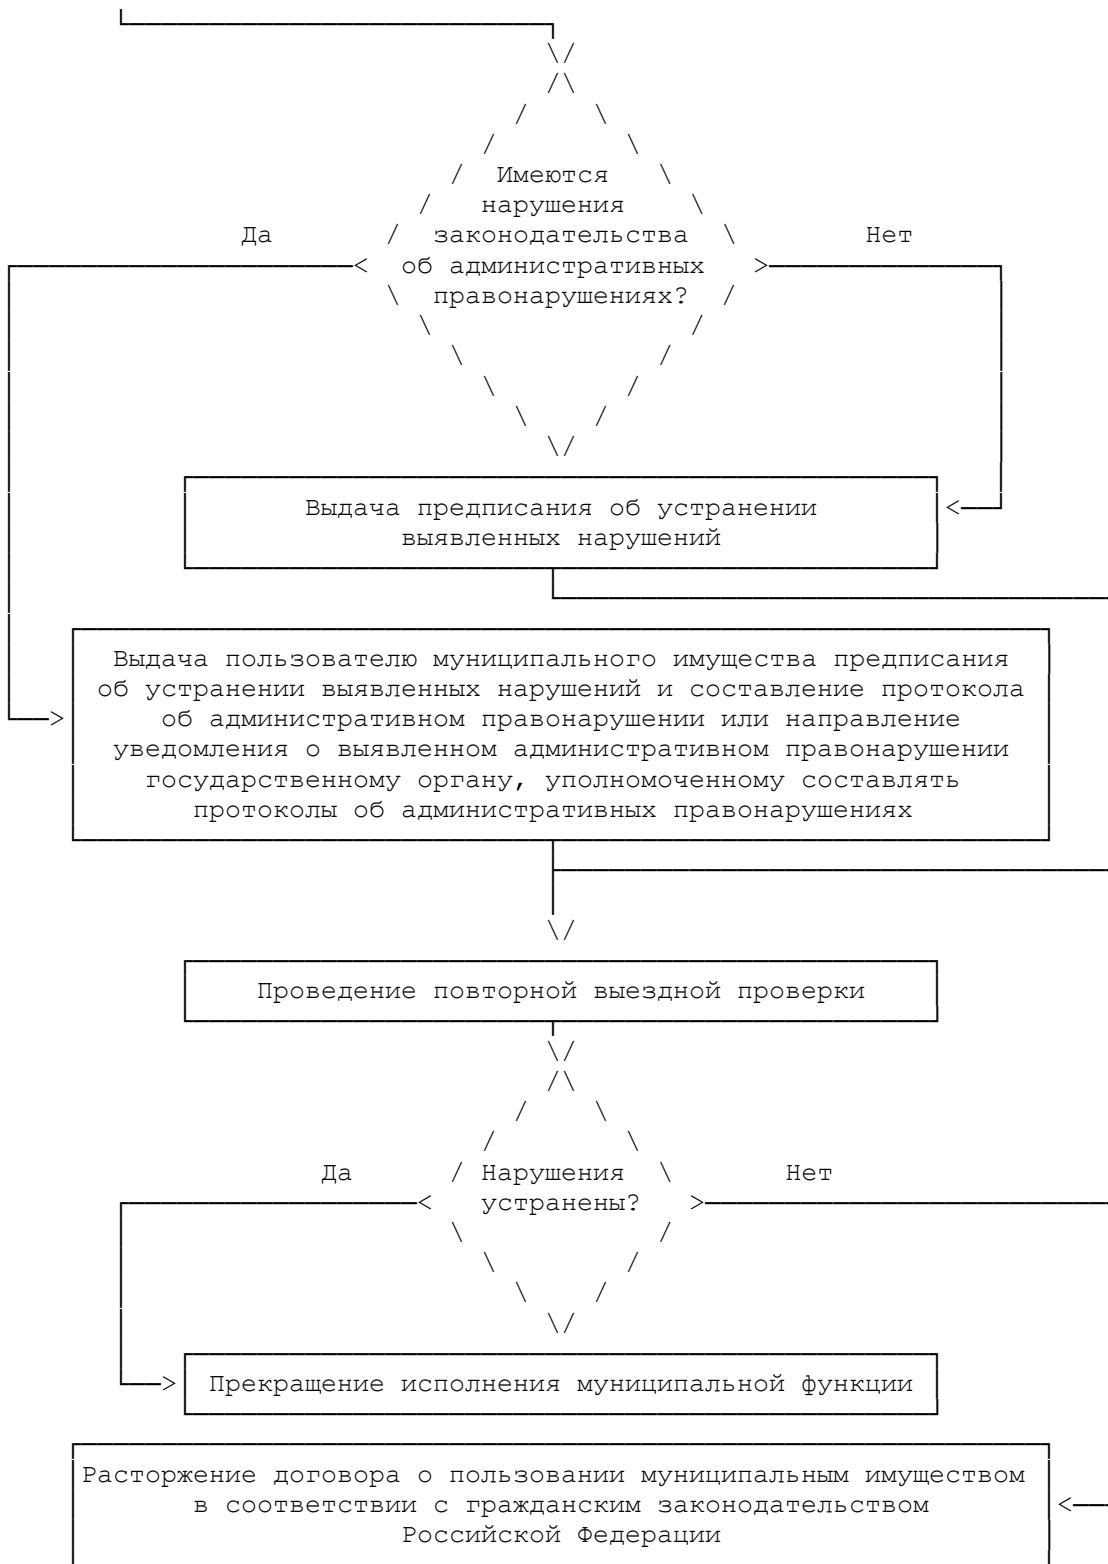 Имеются
нарушения
Да законодательства Нет
об административных
правонарушениях?
Выдача предписания об устранении
выявленных нарушений
Выдача пользователю муниципального имущества предписания
об устранении выявленных нарушений и составление протокола
об административном правонарушении или направление
уведомления о выявленном административном правонарушении
государственному органу, уполномоченному составлять
протоколы об административных правонарушениях
Проведение повторной выездной проверки
Да Нарушения Нет
устранены?
Прекращение исполнения муниципальной функции
Расторжение договора о пользовании муниципальным имуществом
в соответствии с гражданским законодательством
Российской Федерации